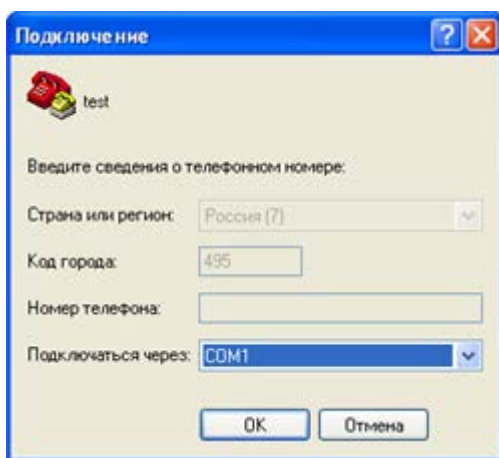 Подключение
test
Введите сведения о телефонном номере:
Страна или регион: Россия (7)
Код города: 495
Номер телефона:
Подключаться через: COM1
OK Отмена